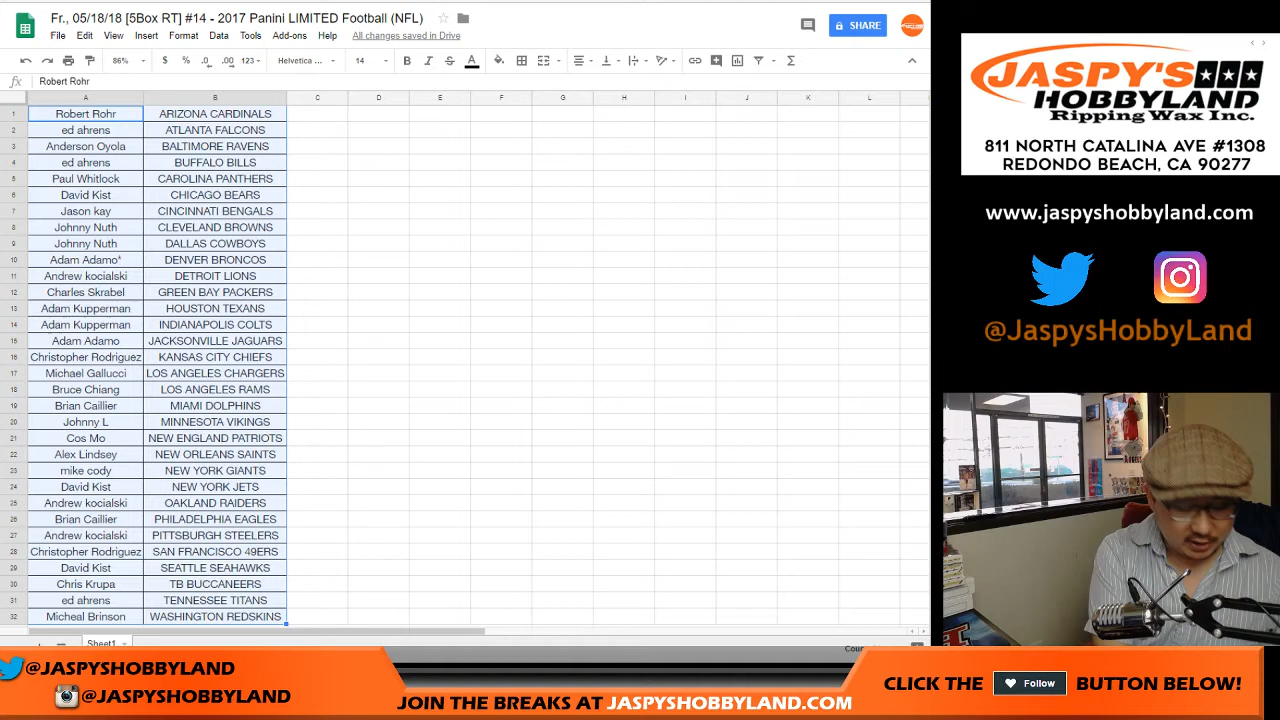 Fr., 05/18/18 [5Box RT] #14 - 2017 Panini LIMITED Football (NFL)
File Edit View Insert Format Data Tools Add-ons Help All changes saved in Drive
SHARE
86% $ % .0 .00 123 Helvetica ... 14 B I S A
fx Robert Rohr
A B C D E F G H I J K L
1 Robert Rohr ARIZONA CARDINALS
2 ed ahrens ATLANTA FALCONS
3 Anderson Oyola BALTIMORE RAVENS
4 ed ahrens BUFFALO BILLS
5 Paul Whitlock CAROLINA PANTHERS
6 David Kist CHICAGO BEARS
7 Jason kay CINCINNATI BENGALS
8 Johnny Nuth CLEVELAND BROWNS
9 Johnny Nuth DALLAS COWBOYS
10 Adam Adamo* DENVER BRONCOS
11 Andrew kocialski DETROIT LIONS
12 Charles Skrabel GREEN BAY PACKERS
13 Adam Kupperman HOUSTON TEXANS
14 Adam Kupperman INDIANAPOLIS COLTS
15 Adam Adamo JACKSONVILLE JAGUARS
16 Christopher Rodriguez KANSAS CITY CHIEFS
17 Michael Gallucci LOS ANGELES CHARGERS
18 Bruce Chiang LOS ANGELES RAMS
19 Brian Caillier MIAMI DOLPHINS
20 Johnny L MINNESOTA VIKINGS
21 Cos Mo NEW ENGLAND PATRIOTS
22 Alex Lindsey NEW ORLEANS SAINTS
23 mike cody NEW YORK GIANTS
24 David Kist NEW YORK JETS
25 Andrew kocialski OAKLAND RAIDERS
26 Brian Caillier PHILADELPHIA EAGLES
27 Andrew kocialski PITTSBURGH STEELERS
28 Christopher Rodriguez SAN FRANCISCO 49ERS
29 David Kist SEATTLE SEAHAWKS
30 Chris Krupa TB BUCCANEERS
31 ed ahrens TENNESSEE TITANS
32 Micheal Brinson WASHINGTON REDSKINS
Sheet1
JASPY'S
HOBBYLAND
Ripping Wax Inc.
811 NORTH CATALINA AVE #1308
REDONDO BEACH, CA 90277
www.jaspyshobbyland.com
@JaspysHobbyLand
@JASPYSHOBBYLAND
@JASPYSHOBBYLAND
JOIN THE BREAKS AT JASPYSHOBBYLAND.COM
CLICK THE Follow BUTTON BELOW!